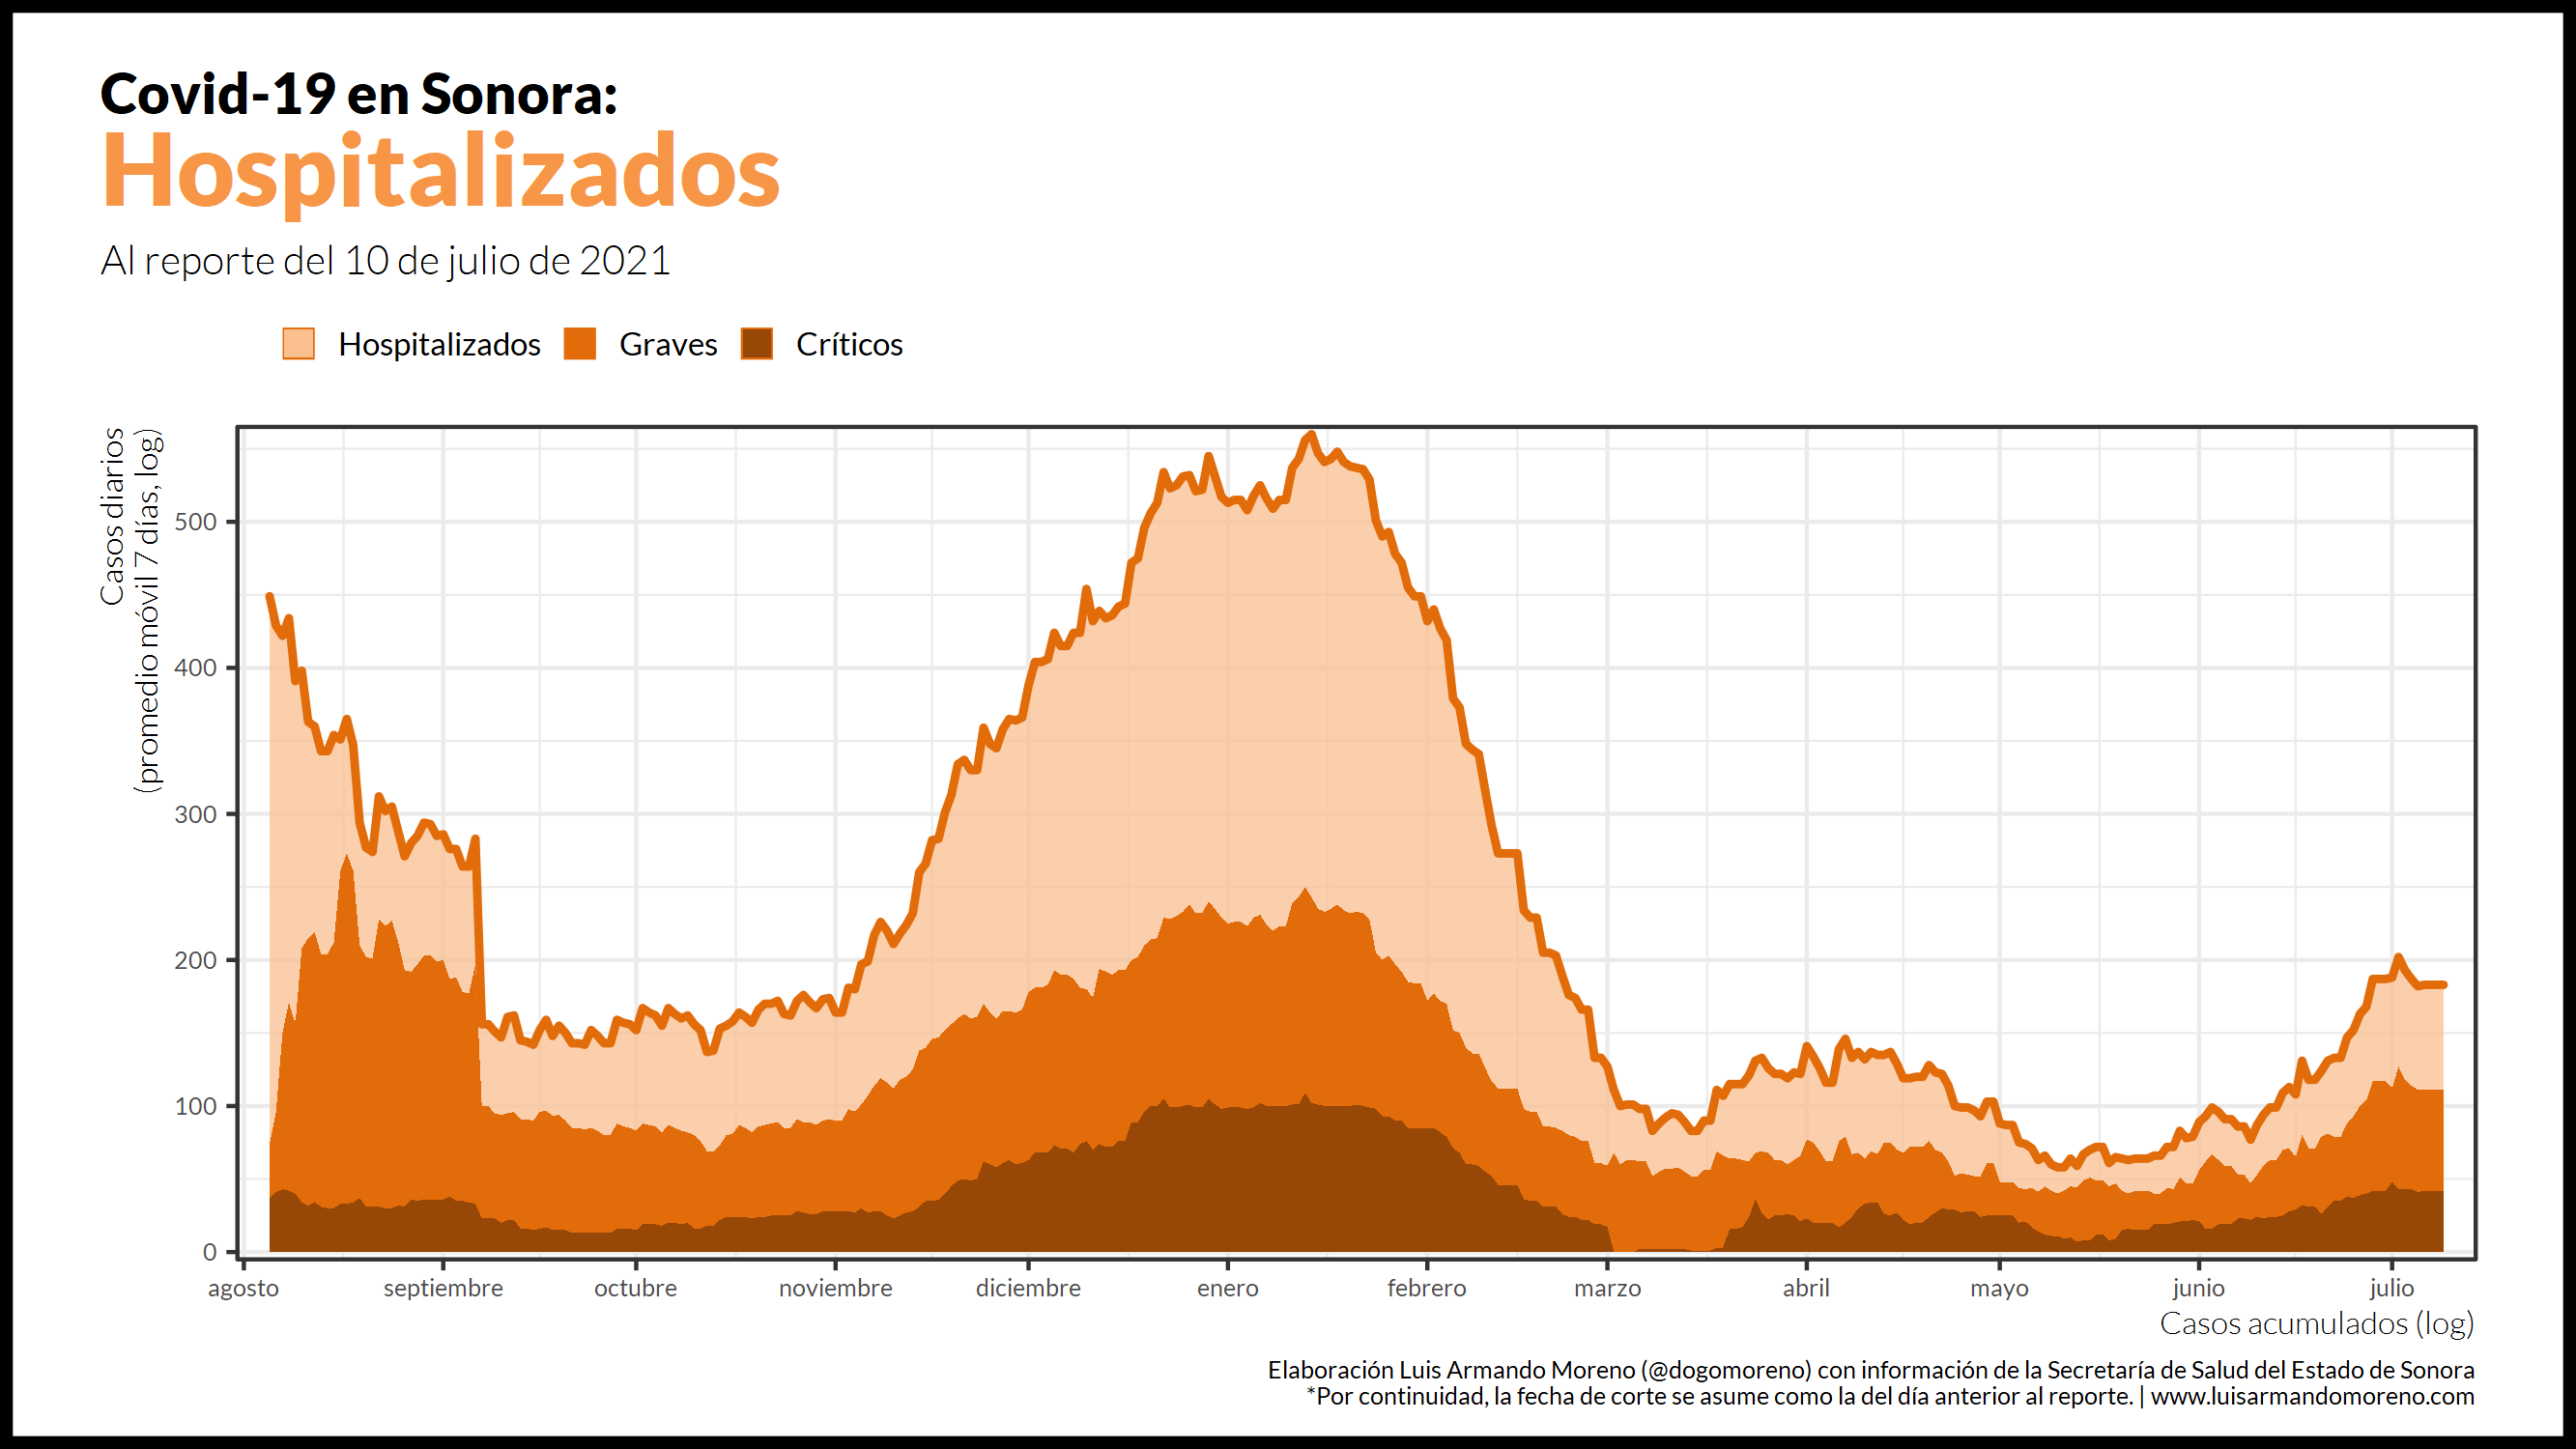 Covid-19 en Sonora:
Hospitalizados
Al reporte del 10 de julio de 2021
Hospitalizados Graves Críticos
Casos diarios
(promedio móvil 7 días, log)
500
400
300
200
100
0
agosto septiembre octubre noviembre diciembre enero febrero marzo abril mayo junio julio
Casos acumulados (log)
Elaboración Luis Armando Moreno (@dogomoreno) con información de la Secretaría de Salud del Estado de Sonora
*Por continuidad, la fecha de corte se asume como la del día anterior al reporte. | www.luisarmandomoreno.com